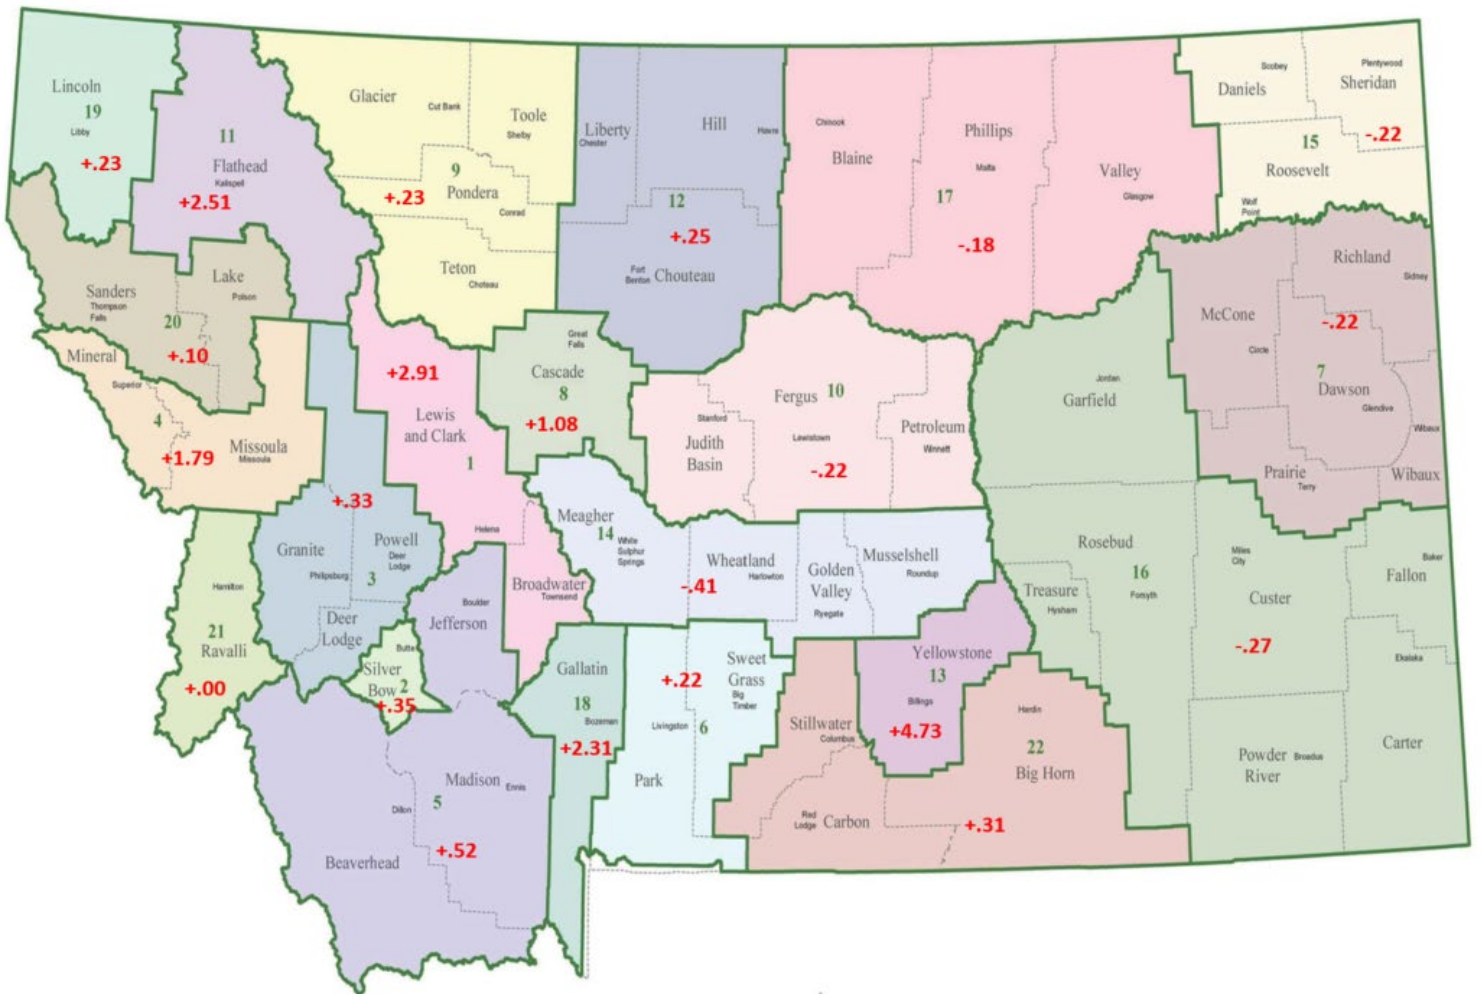 Lincoln
19
Libby
+.23
11
Flathead
Kalispell
+2.51
Glacier
Cut Bank
Toole
Shelby
9
Pondera
+.23
Conrad
Teton
Choteau
Liberty
Chester
Hill
Havre
12
+.25
Fort
Benton
Chouteau
Chinook
Blaine
Phillips
Malta
17
-.18
Valley
Glasgow
Scobey
Daniels
Plentywood
Sheridan
15
-.22
Roosevelt
Wolf
Point
Sanders
Thompson
Falls
Lake
Polson
20
+.10
Mineral
Superior
4
+1.79
Missoula
Missoula
+2.91
Lewis
and Clark
1
Helena
Great
Falls
Cascade
8
+1.08
Fergus
10
Stanford
Judith
Basin
Lewistown
-.22
Petroleum
Winnett
Jordan
Garfield
McCone
Circle
Richland
Sidney
-.22
7
Dawson
Glendive
Wibaux
Wibaux
Prairie
Terry
+.33
Granite
Philipsburg
Powell
Deer
Lodge
3
Deer
Lodge
Hamilton
21
Ravalli
+.00
Butte
Silver
Bow
2
+.35
Boulder
Jefferson
Broadwater
Townsend
Meagher
14
White
Sulphur
Springs
Wheatland
Harlowton
-.41
Golden
Valley
Ryegate
Musselshell
Roundup
Rosebud
16
Forsyth
Treasure
Hysham
Miles
City
Custer
-.27
Baker
Fallon
Ekalaka
Carter
Powder
River
Broadus
Gallatin
18
Bozeman
+2.31
+.22
Sweet
Grass
Big
Timber
Livingston
6
Park
Yellowstone
13
Billings
+4.73
Stillwater
Columbus
Red
Lodge
Carbon
Hardin
22
Big Horn
+.31
Madison
Ennis
5
Dillon
+.52
Beaverhead